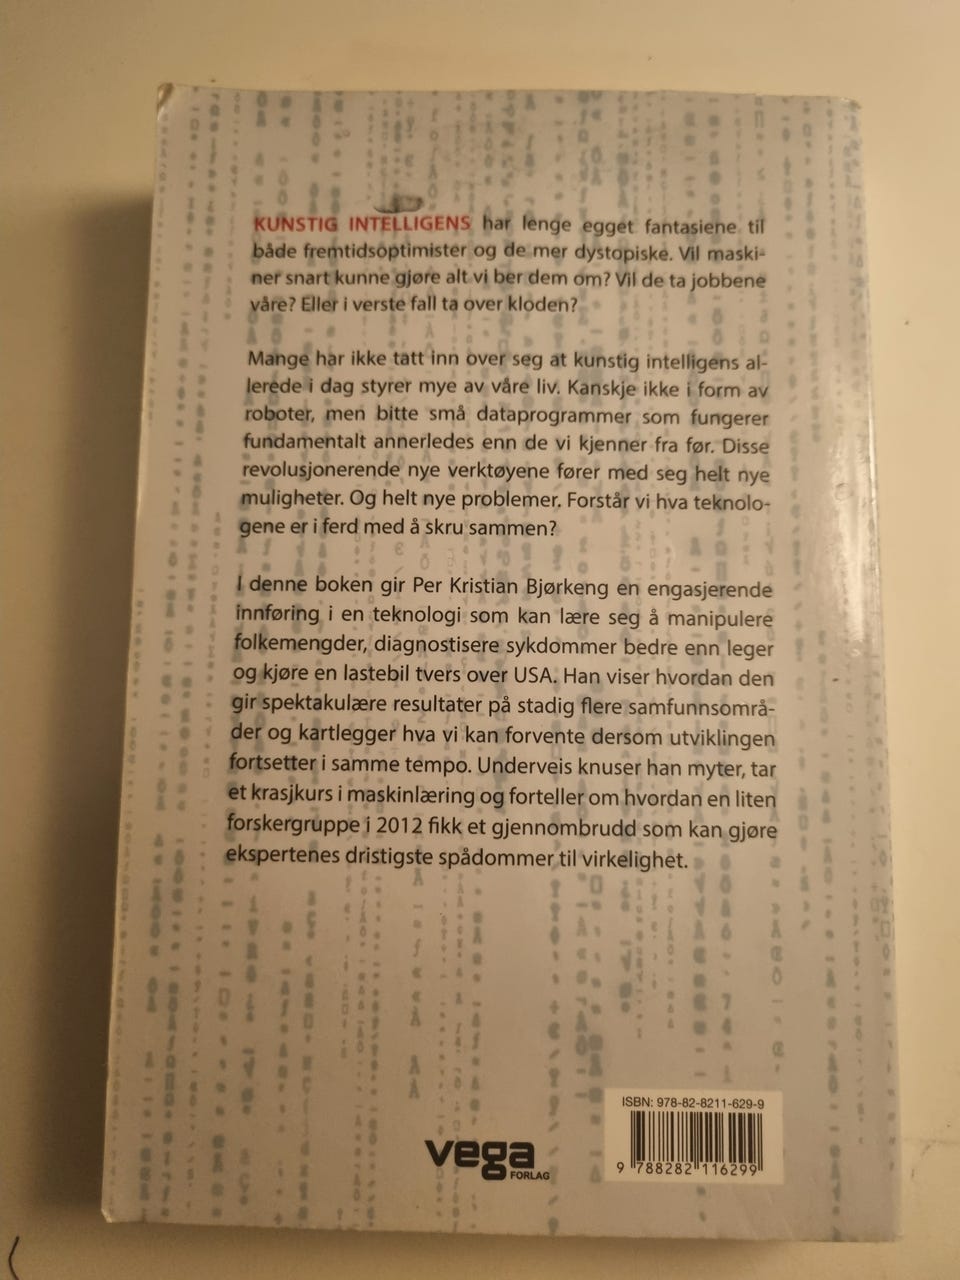 KUNSTIG INTELLIGENS har lenge egget fantasiene til
både fremtidsoptimister og de mer dystopiske. Vil maski-
ner snart kunne gjøre alt vi ber dem om? Vil de ta jobbene
våre? Eller i verste fall ta over kloden?
Mange har ikke tatt inn over seg at kunstig intelligens al-
lerede i dag styrer mye av våre liv. Kanskje ikke i form av
roboter, men bitte små dataprogrammer som fungerer
fundamentalt annerledes enn de vi kjenner fra før. Disse
revolusjonerende nye verktøyene fører med seg helt nye
muligheter. Og helt nye problemer. Forstår vi hva teknolo-
gene er i ferd med å skru sammen?
I denne boken gir Per Kristian Bjørkeng en engasjerende
innføring i en teknologi som kan lære seg å manipulere
folkemengder, diagnostisere sykdommer bedre enn leger
og kjøre en lastebil tvers over USA. Han viser hvordan den
gir spektakulære resultater på stadig flere samfunnsområ-
der og kartlegger hva vi kan forvente dersom utviklingen
fortsetter i samme tempo. Underveis knuser han myter, tar
et krasjkurs i maskinlæring og forteller om hvordan en liten
forskergruppe i 2012 fikk et gjennombrudd som kan gjøre
ekspertenes dristigste spådommer til virkelighet.
ISBN: 978-82-8211-629-9
9 788282 116299
vega
FORLAG